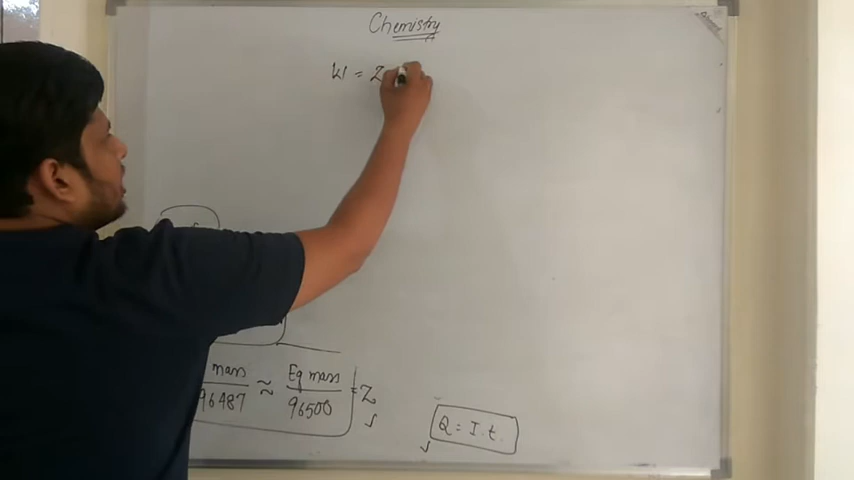 Chemistry
W = Z
mass Eq mass
96487 ≈ 96500 = Z
Q = I.t.